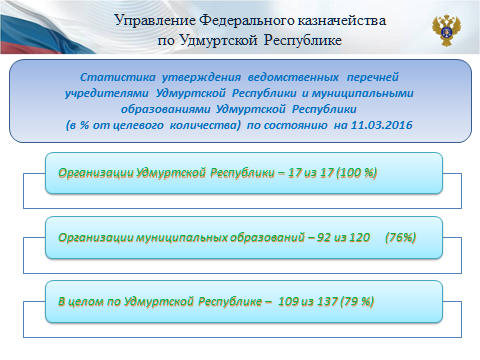 Управление Федерального казначейства
по Удмуртской Республике
Статистика утверждения ведомственных перечней
учредителями Удмуртской Республики и муниципальными
образованиями Удмуртской Республики
(в % от целевого количества) по состоянию на 11.03.2016
Организации Удмуртской Республики – 17 из 17 (100 %)
Организации муниципальных образований – 92 из 120 (76%)
В целом по Удмуртской Республике – 109 из 137 (79 %)